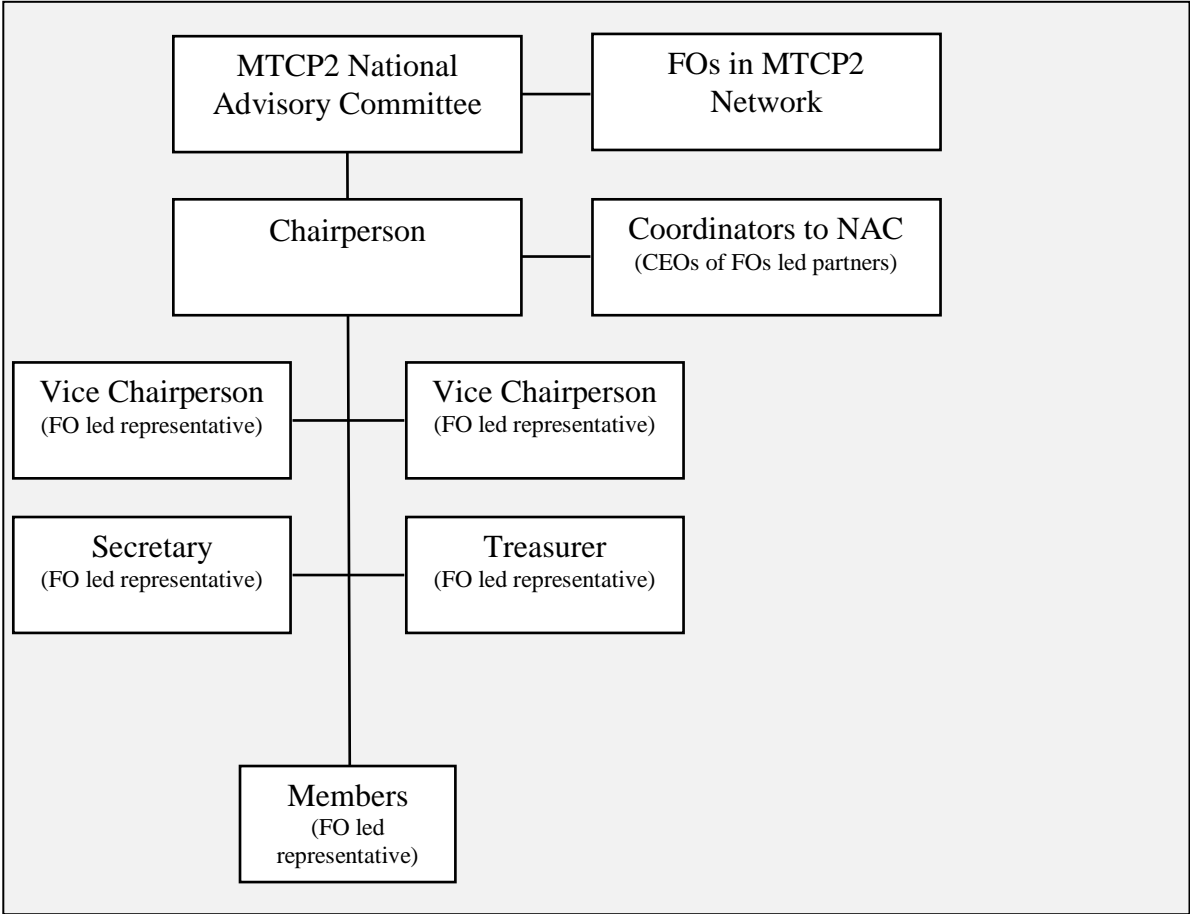 MTCP2 National
Advisory Committee
FOs in MTCP2
Network
Chairperson
Coordinators to NAC
(CEOs of FOs led partners)
Vice Chairperson
(FO led representative)
Vice Chairperson
(FO led representative)
Secretary
(FO led representative)
Treasurer
(FO led representative)
Members
(FO led
representative)